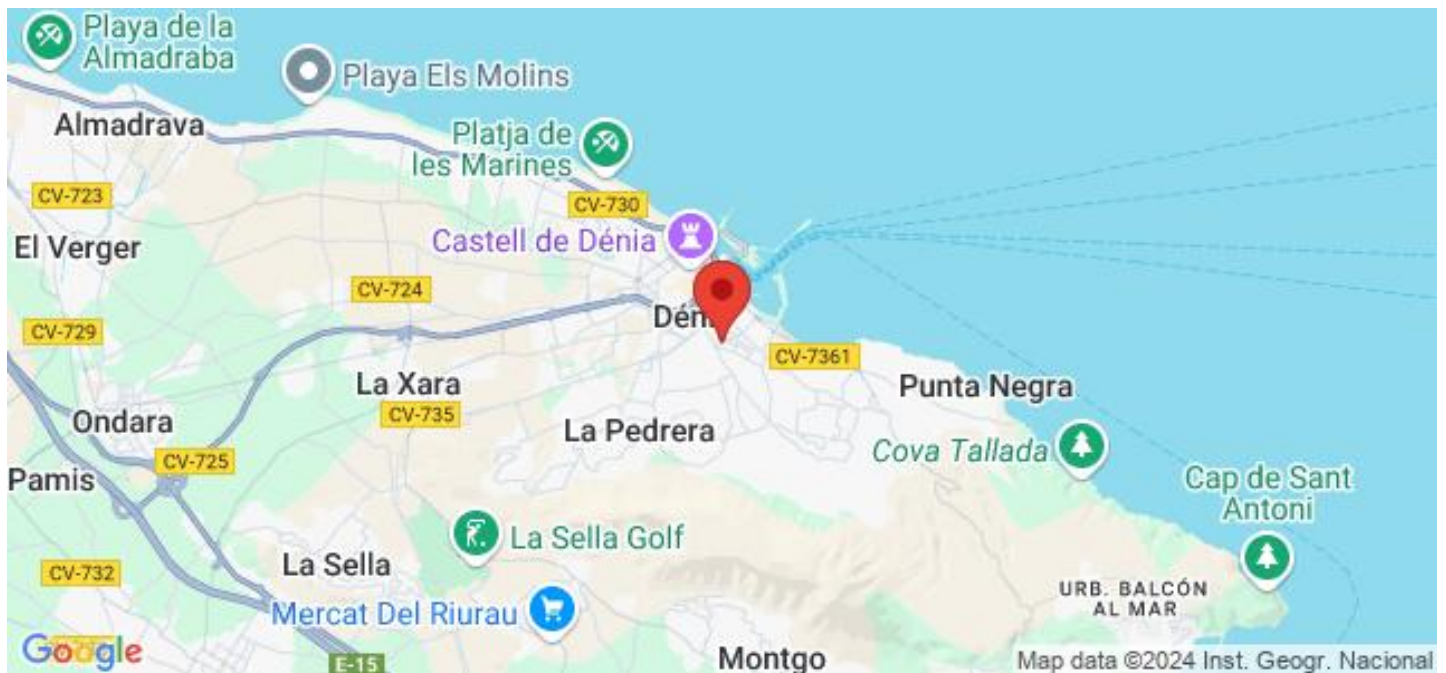 Playa de la
Almadraba
Playa Els Molins
Almadrava
Platja de
les Marines
CV-723
CV-730
El Verger
Castell de Dénia
CV-724
CV-729
CV-7361
La Xara
Punta Negra
CV-735
Ondara
La Pedrera
Cova Tallada
CV-725
Pamis
Cap de Sant
Antoni
La Sella Golf
La Sella
CV-732
URB. BALCÓN
AL MAR
Mercat Del Riurau
Google
E-15
Montgo
Map data ©2024 Inst. Geogr. Nacional